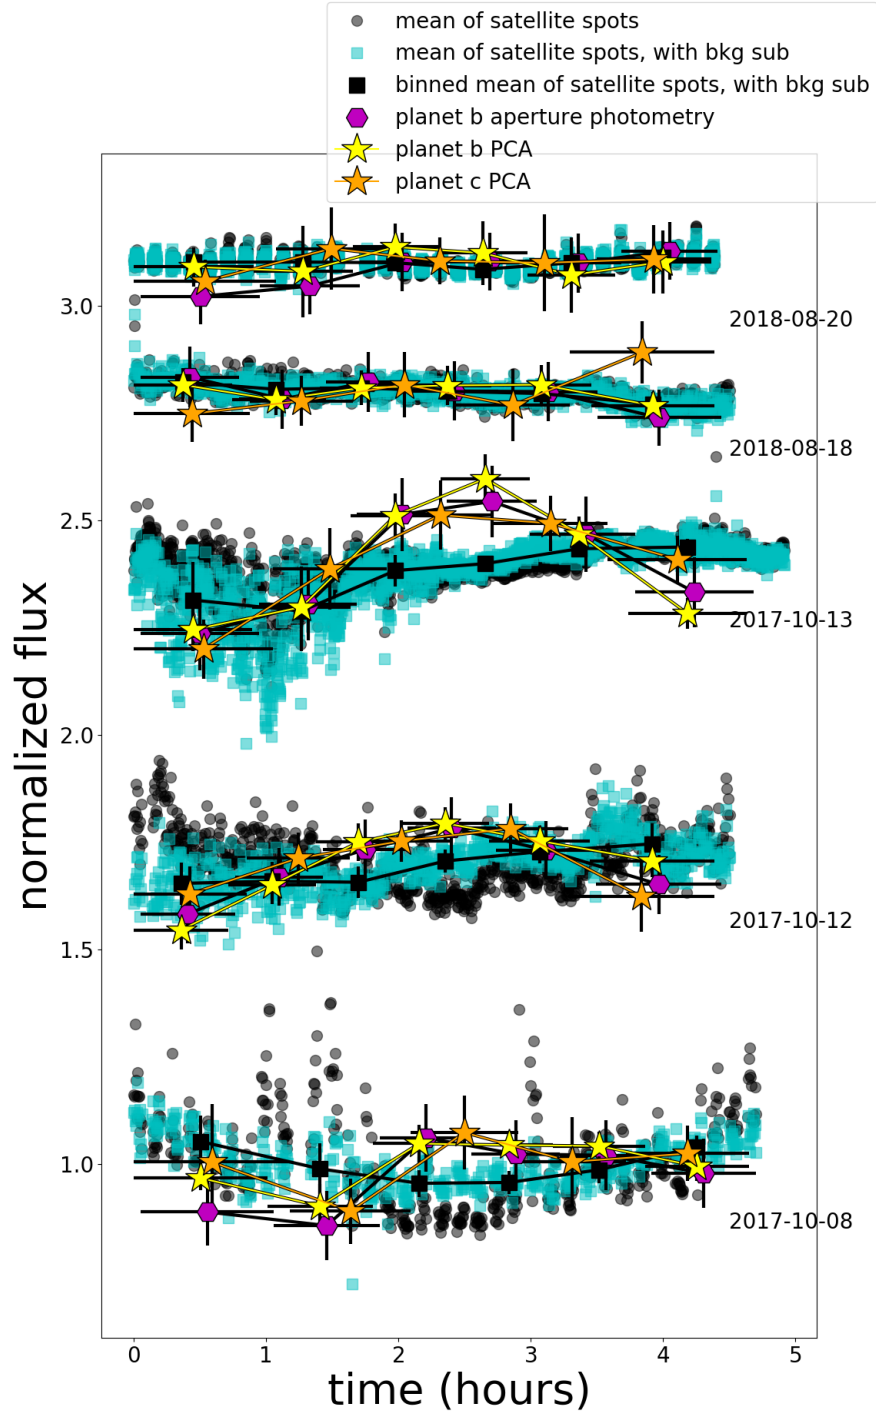 mean of satellite spots
mean of satellite spots, with bkg sub
binned mean of satellite spots, with bkg sub
planet b aperture photometry
planet b PCA
planet c PCA
3.0
2018-08-20
2018-08-18
2.5
2017-10-13
2.0
normalized flux
2017-10-12
1.5
1.0
2017-10-08
0 1 2 3 4 5
time (hours)